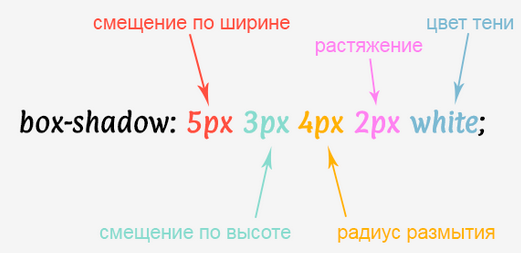 смещение по ширине
цвет тени
растяжение
box-shadow: 5px 3px 4px 2px white;
смещение по высоте
радиус размытия